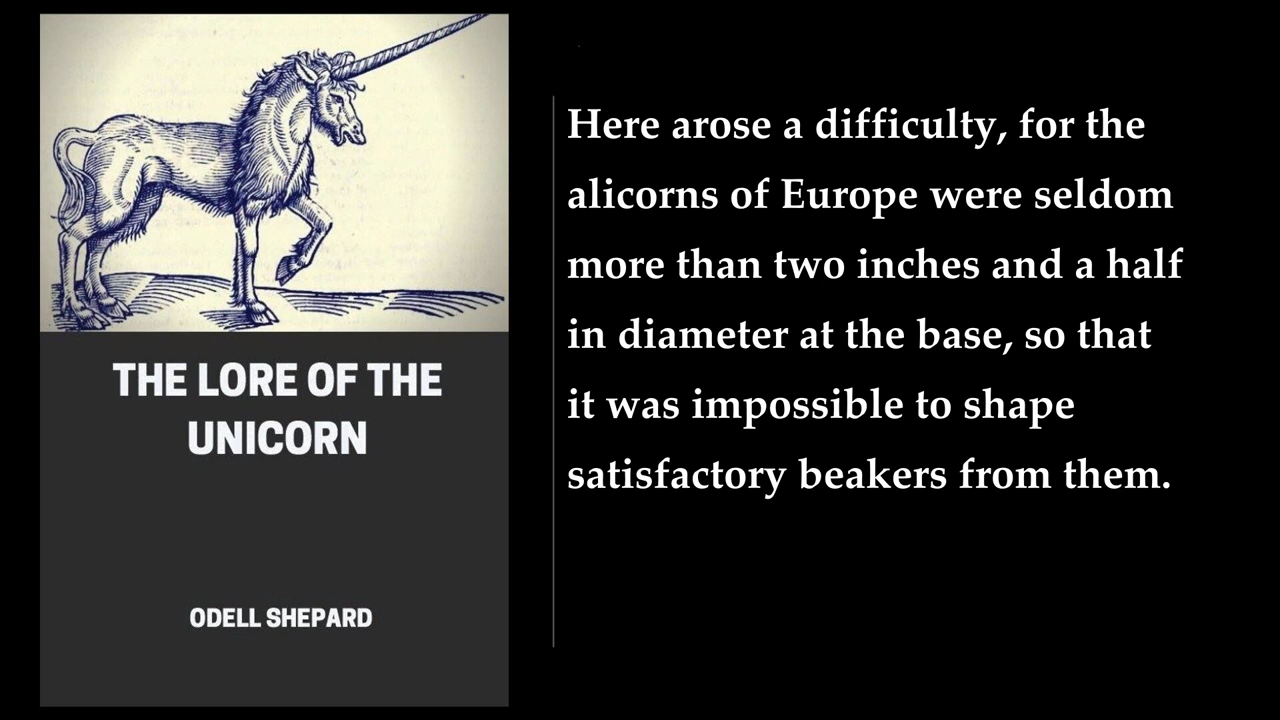 THE LORE OF THE
UNICORN
ODELL SHEPARD
Here arose a difficulty, for the
alicorns of Europe were seldom
more than two inches and a half
in diameter at the base, so that
it was impossible to shape
satisfactory beakers from them.